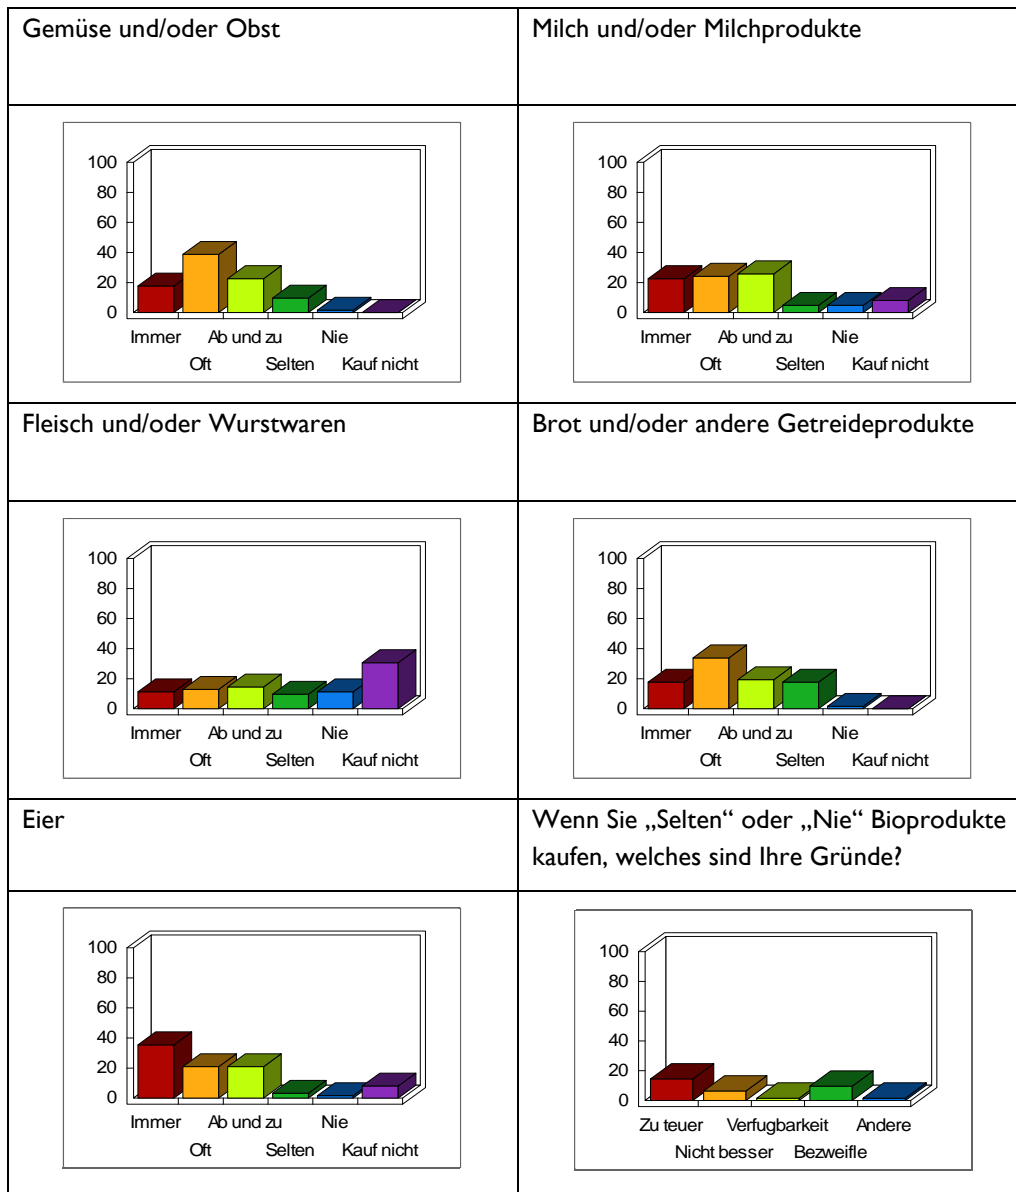 Gemüse und/oder Obst
Milch und/oder Milchprodukte
100
80
60
40
20
0
Immer Ab und zu Nie
Oft Selten Kauf nicht
100
80
60
40
20
0
Immer Ab und zu Nie
Oft Selten Kauf nicht
Fleisch und/oder Wurstwaren
Brot und/oder andere Getreideprodukte
100
80
60
40
20
0
Immer Ab und zu Nie
Oft Selten Kauf nicht
100
80
60
40
20
0
Immer Ab und zu Nie
Oft Selten Kauf nicht
Eier
Wenn Sie „Selten“ oder „Nie“ Bioprodukte
kaufen, welches sind Ihre Gründe?
100
80
60
40
20
0
Immer Ab und zu Nie
Oft Selten Kauf nicht
100
80
60
40
20
0
Zu teuer Verfugbarkeit Andere
Nicht besser Bezweifle